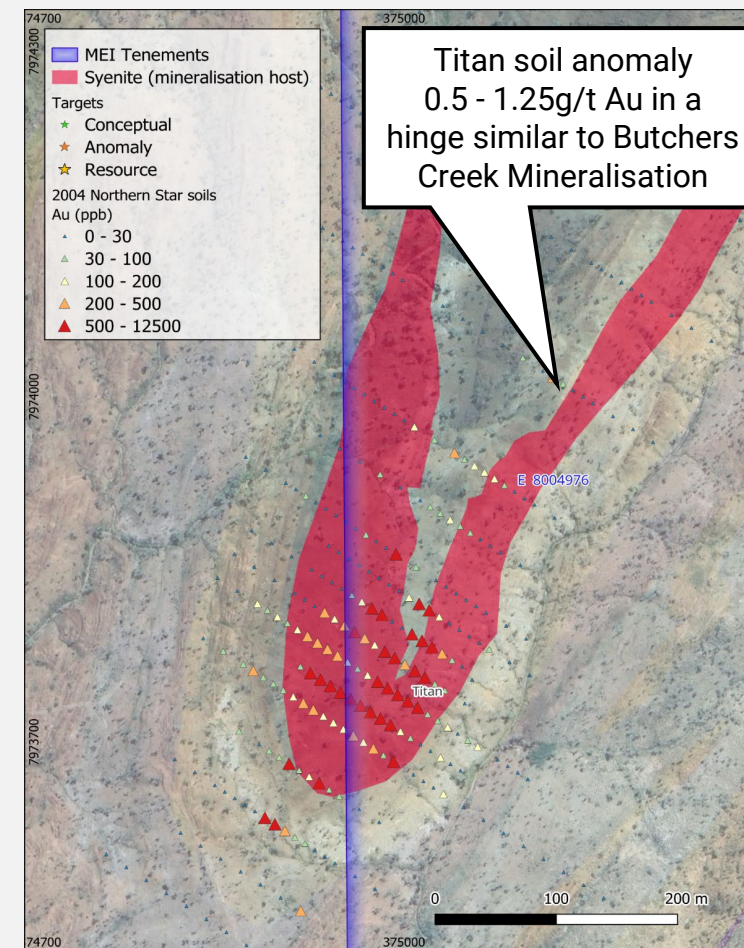 74700
375000
7974300
MEI Tenements
Syenite (mineralisation host)
Targets
Conceptual
Anomaly
Resource
2004 Northern Star soils
Au (ppb)
0 - 30
30 - 100
100 - 200
200 - 500
500 - 12500
Titan soil anomaly
0.5 - 1.25g/t Au in a
hinge similar to Butchers
Creek Mineralisation
7974000
E 8004976
Titan
7973700
0 100 200 m
74700
375000